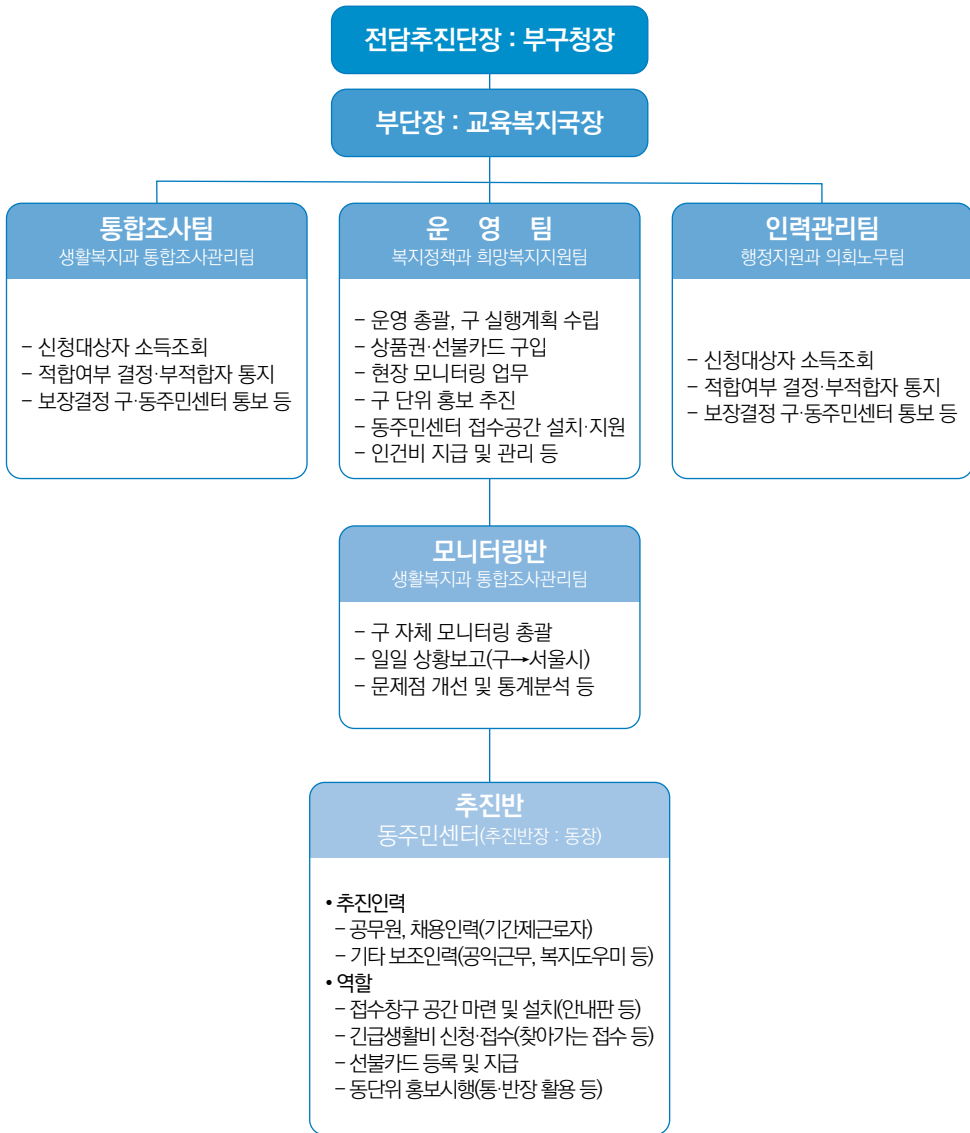 전담추진단장 : 부구청장
부단장 : 교육복지국장
통합조사팀
생활복지과 통합조사관리팀
– 신청대상자 소득조회
– 적합여부 결정·부적합자 통지
– 보장결정 구·동주민센터 통보 등
운 영 팀
복지정책과 희망복지지원팀
– 운영 총괄, 구 실행계획 수립
– 상품권·선불카드 구입
– 현장 모니터링 업무
– 구 단위 홍보 추진
– 동주민센터 접수공간 설치·지원
– 인건비 지급 및 관리 등
인력관리팀
행정지원과 의회노무팀
– 신청대상자 소득조회
– 적합여부 결정·부적합자 통지
– 보장결정 구·동주민센터 통보 등
모니터링반
생활복지과 통합조사관리팀
– 구 자체 모니터링 총괄
– 일일 상황보고(구→서울시)
– 문제점 개선 및 통계분석 등
추진반
동주민센터(추진반장 : 동장)
• 추진인력
– 공무원, 채용인력(기간제근로자)
– 기타 보조인력(공익근무, 복지도우미 등)
• 역할
– 접수창구 공간 마련 및 설치(안내판 등)
– 긴급생활비 신청·접수(찾아가는 접수 등)
– 선불카드 등록 및 지급
– 동단위 홍보시행(통·반장 활용 등)